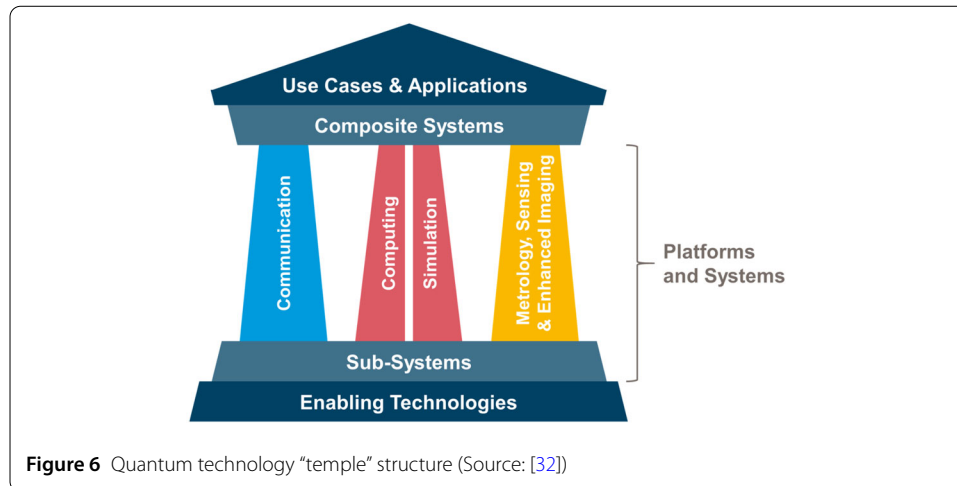 Use Cases & Applications
Composite Systems
Communication
Computing
Simulation
Metrology, Sensing
& Enhanced Imaging
Platforms
and Systems
Sub-Systems
Enabling Technologies
Figure 6 Quantum technology “temple” structure (Source: [32])